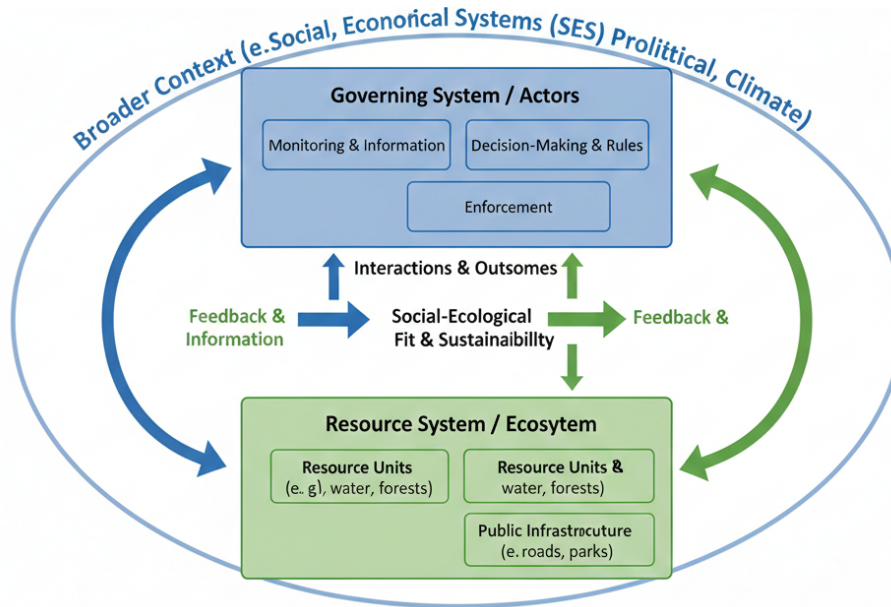 Broader Context (e.Social, Econorical Systems (SES) Prolittical, Climate)
Governing System / Actors
Monitoring & Information
Decision-Making & Rules
Enforcement
Interactions & Outcomes
Feedback &
Information
Social-Ecological
Fit & Sustainaibillty
Feedback &
Resource System / Ecosytem
Resource Units
(e.. g⌉, water, forests)
Resource Units &
water, forests)
Public Infrastrocuture
(e. roads, parks)